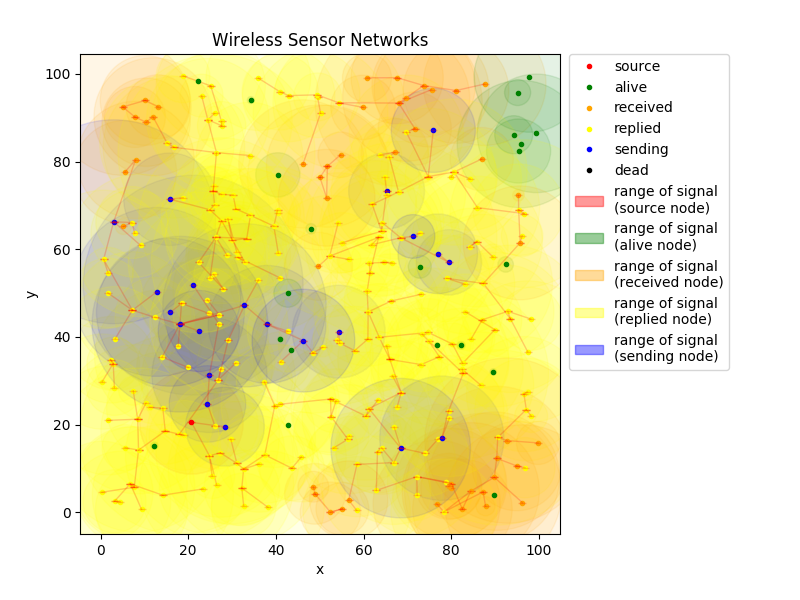 Wireless Sensor Networks
100
80
60
40
20
0
y
0 20 40 60 80 100
x
source
alive
received
replied
sending
dead
range of signal
(source node)
range of signal
(alive node)
range of signal
(received node)
range of signal
(replied node)
range of signal
(sending node)